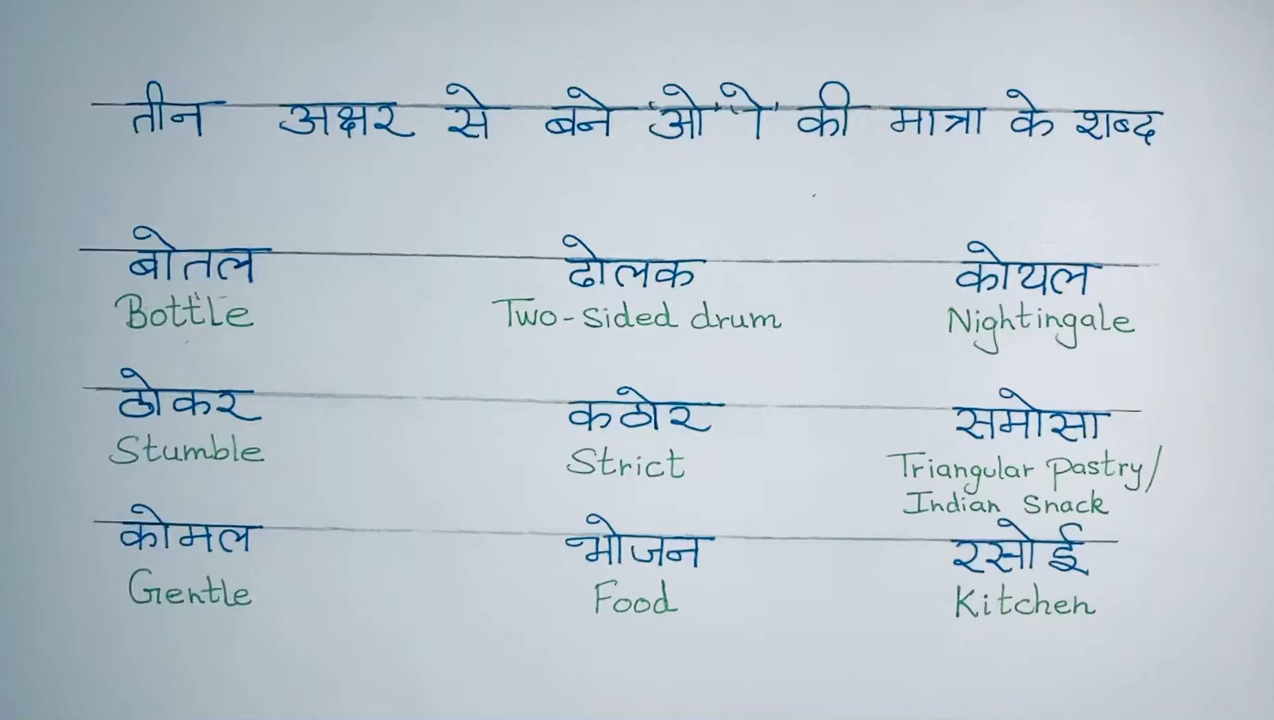 तीन अक्षर से बने 'ओ' 'ो' की मात्रा के शब्द
बोतल ढोलक कोयल
Bottle Two-sided drum Nightingale
ठोकर कठोर समोसा
Stumble Strict Triangular pastry/
Indian Snack
कोमल भोजन रसोई
Gentle Food Kitchen